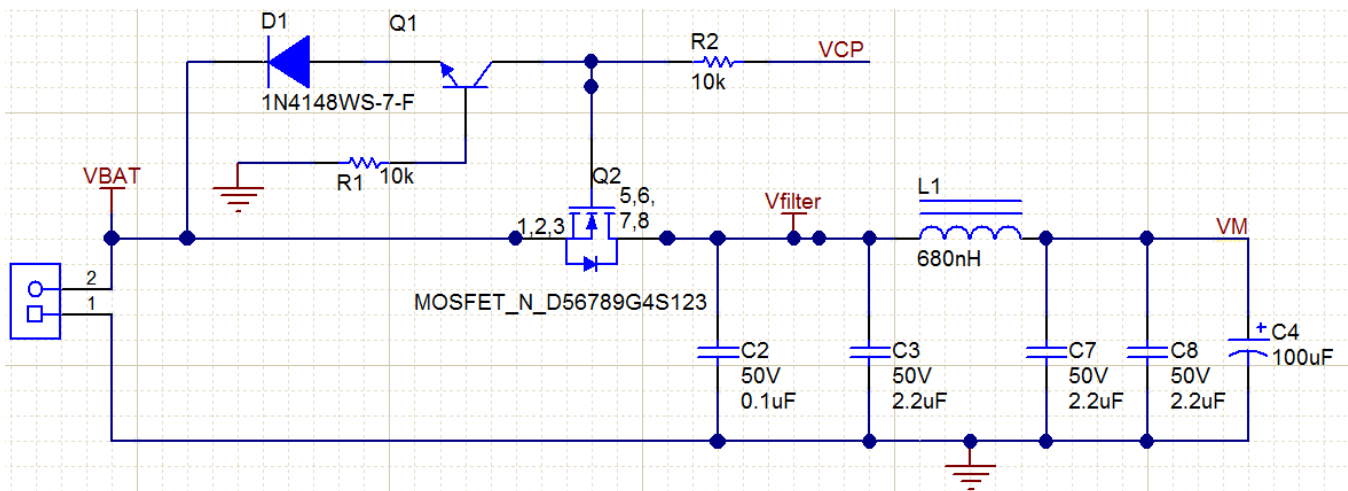 D1
Q1
R2
VCP
10k
1N4148WS-7-F
R1
10k
VBAT
Q2
5,6,
7,8
1,2,3
Vfilter
L1
680nH
VM
2
1
MOSFET_N_D56789G4S123
C2
50V
0.1uF
C3
50V
2.2uF
C7
50V
2.2uF
C8
50V
2.2uF
+
C4
100uF